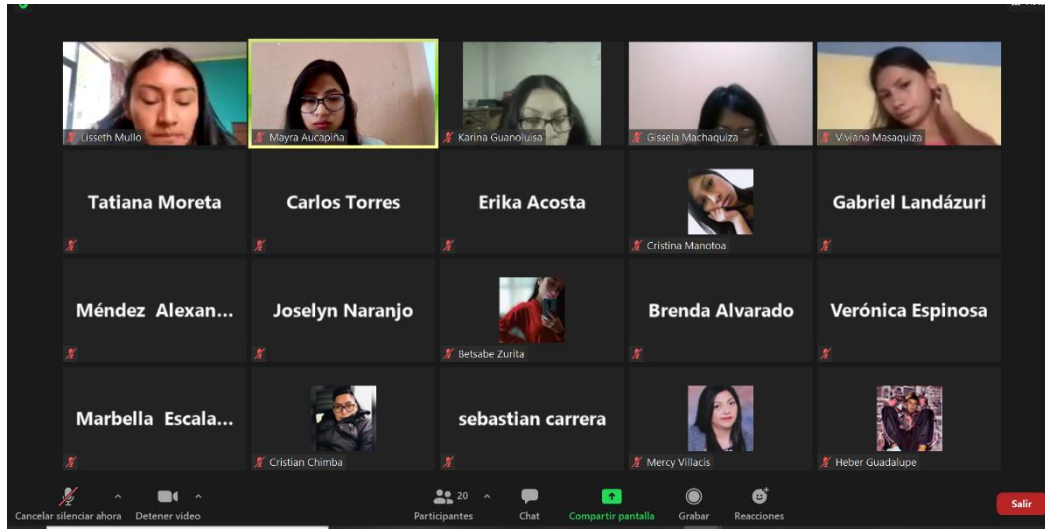 Lisseth Mullo
Mayra Aucapiña
Karina Guanoluisa
Gissela Machaquiza
Viviana Masaquiza
Tatiana Moreta
Carlos Torres
Erika Acosta
Cristina Manotoa
Gabriel Landázuri
Méndez Alexan...
Joselyn Naranjo
Betsabe Zurita
Brenda Alvarado
Verónica Espinosa
Marbella Escala...
Cristian Chimba
sebastian carrera
Mercy Villacis
Heber Guadalupe
Cancelar silenciar ahora
Detener video
20
Participantes
Chat
Compartir pantalla
Grabar
Reacciones
Salir